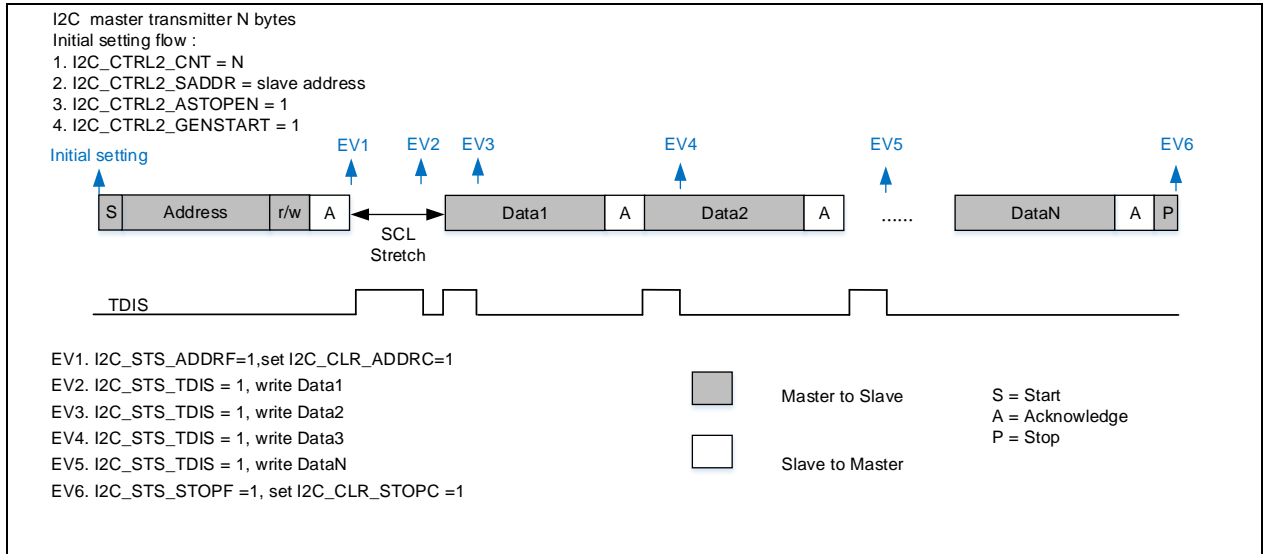 I2C master transmitter N bytes
Initial setting flow :
1. I2C_CTRL2_CNT = N
2. I2C_CTRL2_SADDR = slave address
3. I2C_CTRL2_ASTOPEN = 1
4. I2C_CTRL2_GENSTART = 1
Initial setting EV1 EV2 EV3 EV4 EV5 EV6
S Address r/w A Data1 A Data2 A ...... DataN A P
SCL
Stretch
TDIS
EV1. I2C_STS_ADDRF=1,set I2C_CLR_ADDRC=1
EV2. I2C_STS_TDIS = 1, write Data1
EV3. I2C_STS_TDIS = 1, write Data2
EV4. I2C_STS_TDIS = 1, write Data3
EV5. I2C_STS_TDIS = 1, write DataN
EV6. I2C_STS_STOPF =1, set I2C_CLR_STOPC =1
Master to Slave
Slave to Master
S = Start
A = Acknowledge
P = Stop